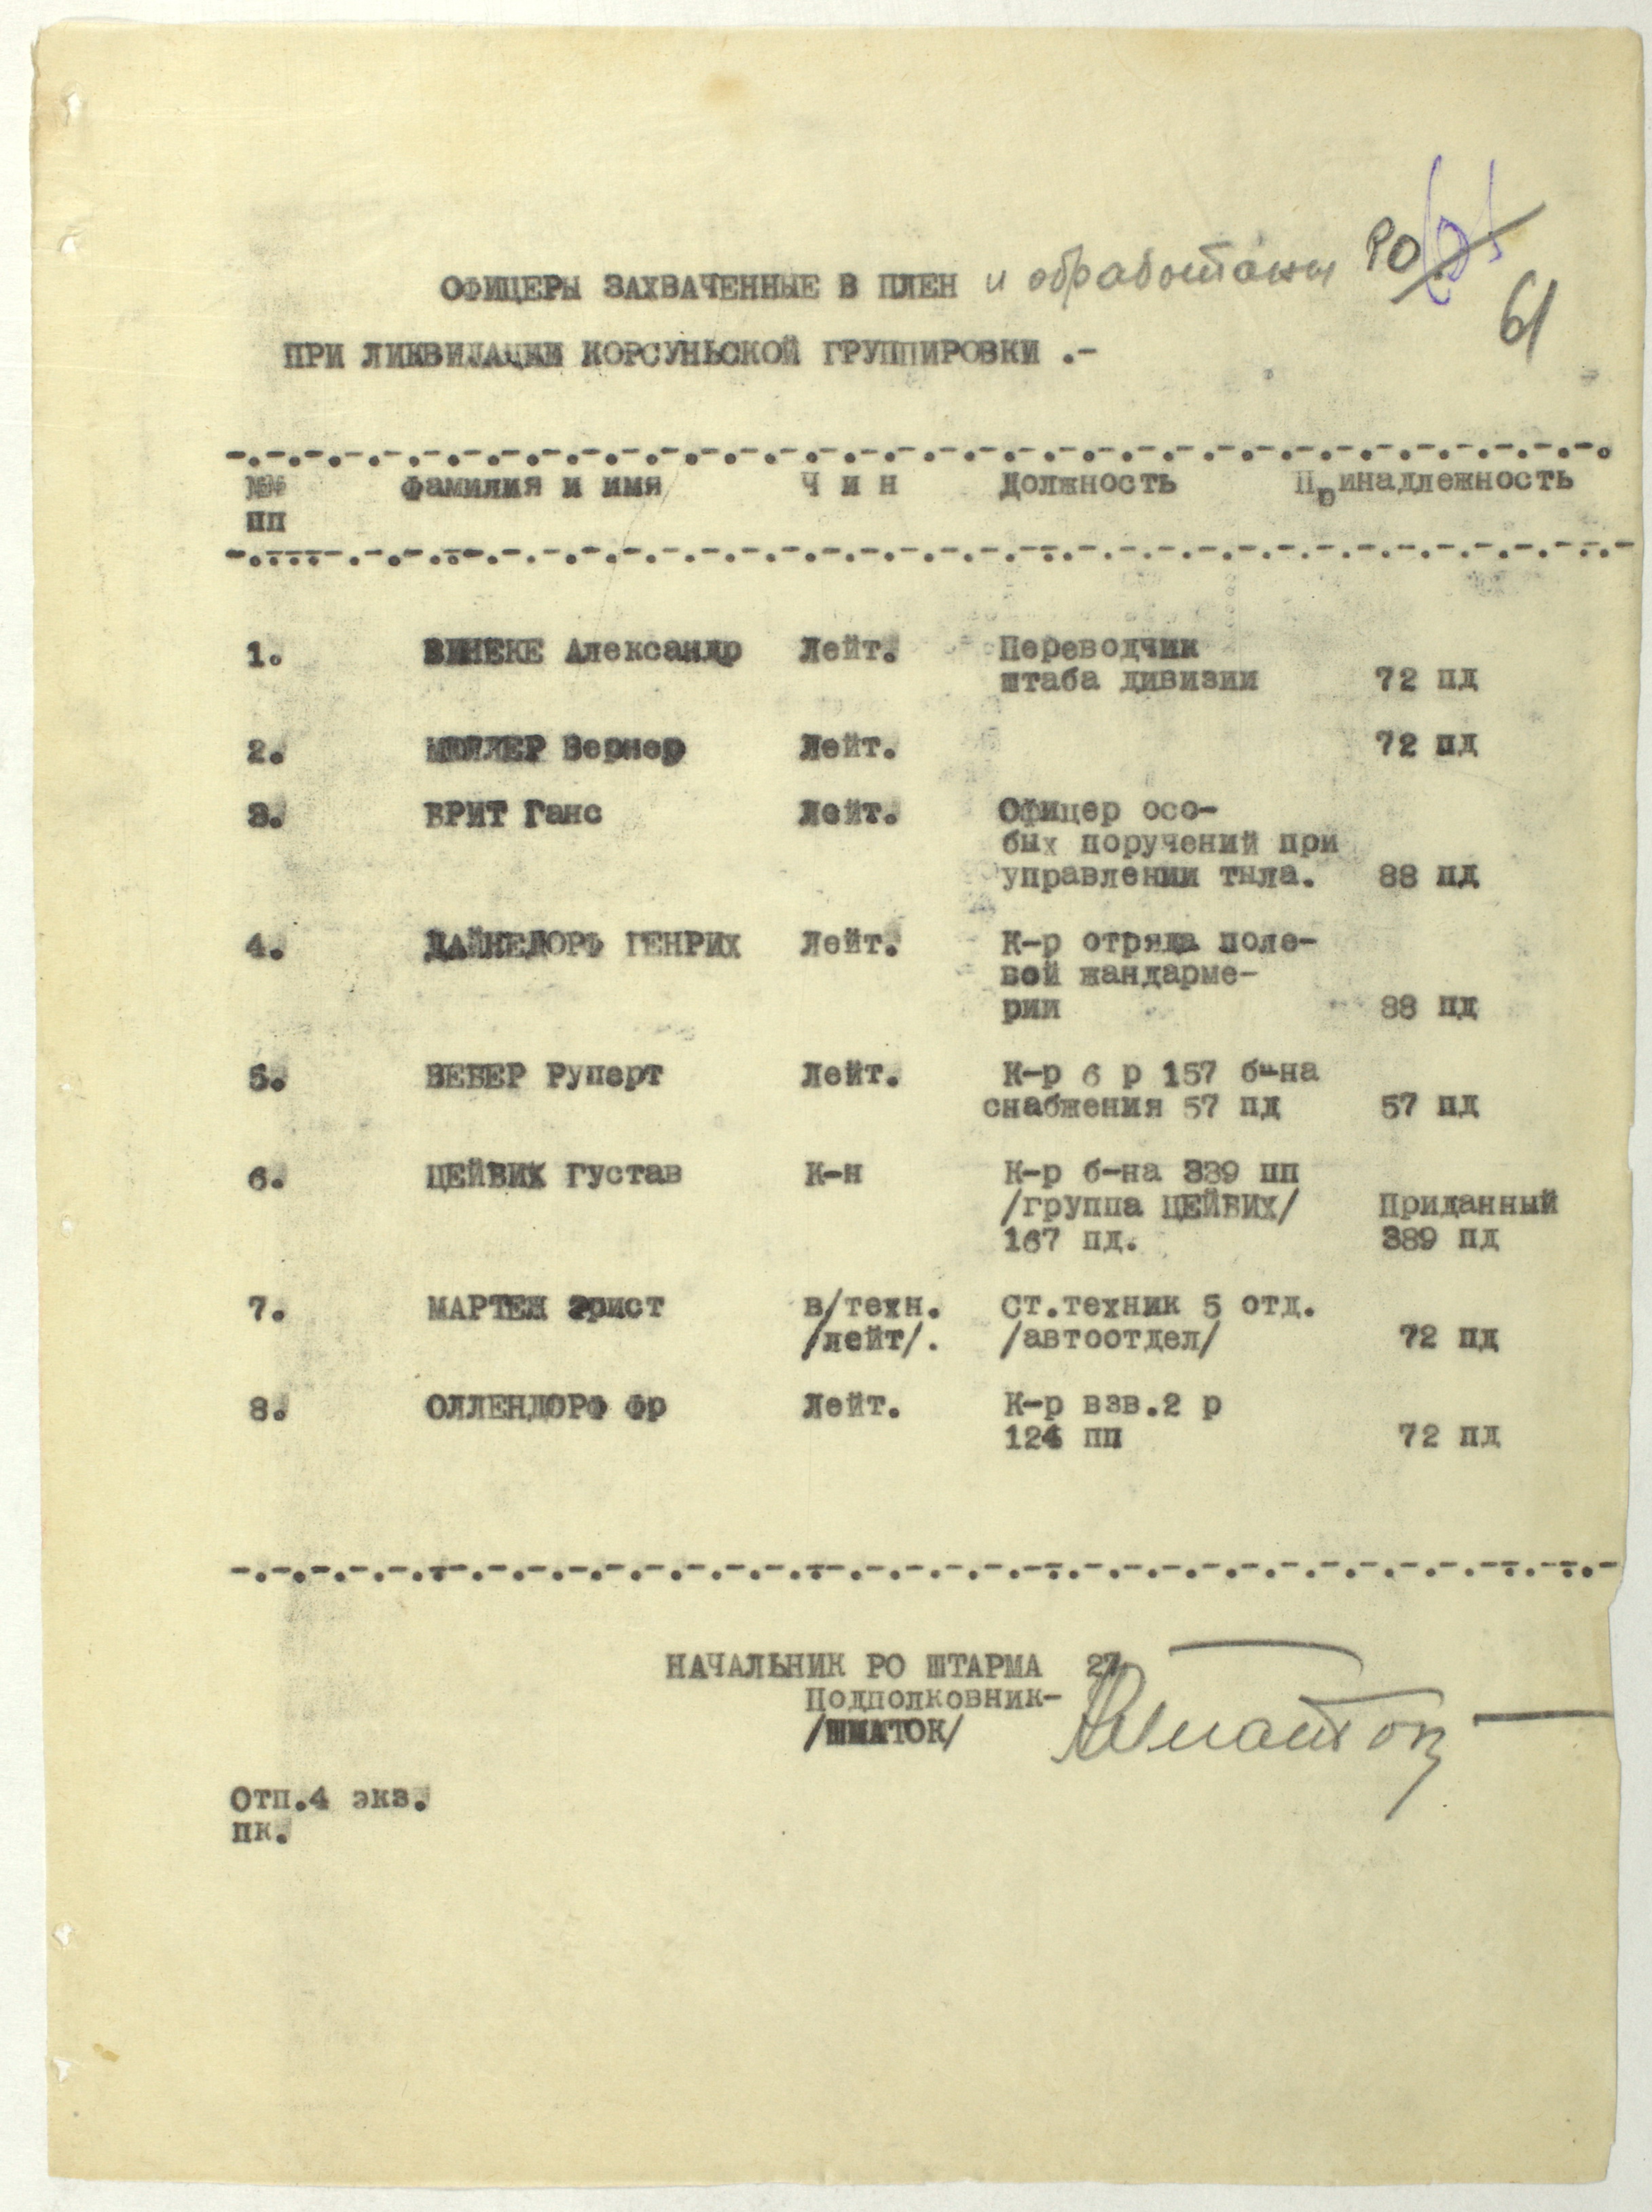 ОФИЦЕРЫ ЗАХВАЧЕННЫЕ В ПЛЕН и обработаны РО
61
ПРИ ЛИКВИДАЦИИ КОРСУНЬСКОЙ ГРУППИРОВКИ .-
№№ Фамилия и имя Ч и н Должность Принадлежность
пп
1. ВИНЕКЕ Александр Лейт. Переводчик
штаба дивизии 72 пд
2. МЮЛЛЕР Вернер Лейт. 72 пд
3. БРИТ Ганс Лейт. Офицер осо-
бых поручений при
управлении тыла. 88 пд
4. ДАЙНЕДОРФ ГЕНРИХ Лейт. К-р отряда поле-
вой жандарме-
рии 88 пд
5. ВЕБЕР Руперт Лейт. К-р 6 р 157 б-на
снабжения 57 пд 57 пд
6. ЦЕЙВИХ Густав К-н К-р б-на 339 пп
/группа ЦЕЙВИХ/ Приданный
167 пд. 389 пд
7. МАРТЕН Эрист в/техн. Ст.техник 5 отд.
/лейт/. /автоотдел/ 72 пд
8. ОЛЛЕНДОРФ Фр Лейт. К-р взв.2 р
124 пп 72 пд
НАЧАЛЬНИК РО ШТАРМА 27
Подполковник-
/ШМАТОК/ Шматок
Отп.4 экз.
пк.